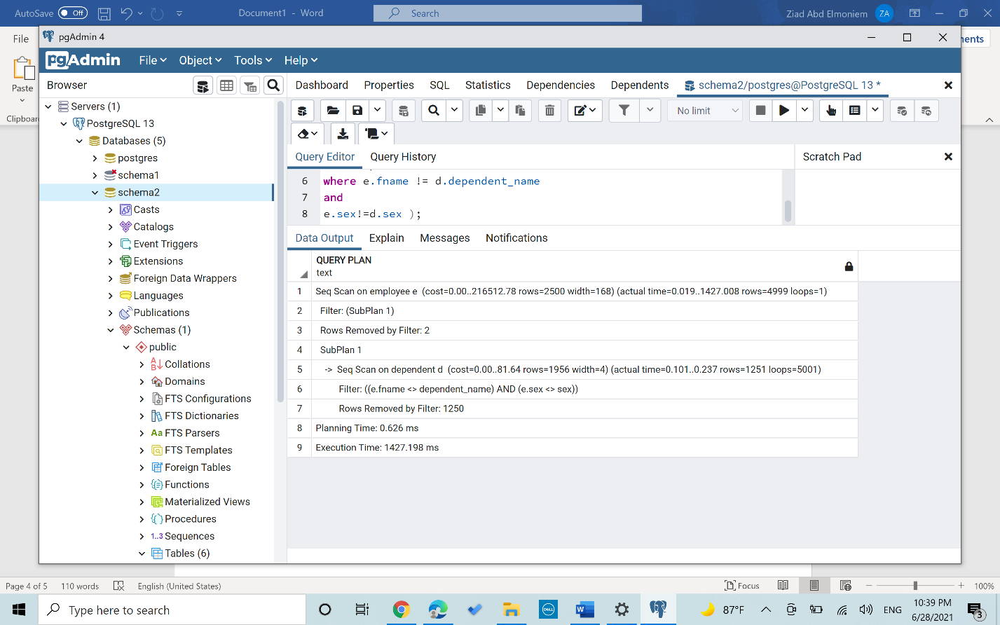 AutoSave Off
Document1 - Word
Search
Ziad Abd Elmoniem ZA
File
Paste
Clipboar
ents
pgAdmin 4
pgAdmin File Object Tools Help
Browser
Dashboard Properties SQL Statistics Dependencies Dependents schema2/postgres@PostgreSQL 13 *
No limit
Servers (1)
PostgreSQL 13
Databases (5)
postgres
schema1
schema2
Casts
Catalogs
Event Triggers
Extensions
Foreign Data Wrappers
Languages
Publications
Schemas (1)
public
Collations
Domains
FTS Configurations
FTS Dictionaries
Aa FTS Parsers
FTS Templates
Foreign Tables
Functions
Materialized Views
Procedures
1..3 Sequences
Tables (6)
Query Editor Query History
Scratch Pad
6 where e.fname != d.dependent_name
7 and
8 e.sex!=d.sex );
Data Output Explain Messages Notifications
QUERY PLAN
text
1 Seq Scan on employee e (cost=0.00..216512.78 rows=2500 width=168) (actual time=0.019..1427.008 rows=4999 loops=1)
2 Filter: (SubPlan 1)
3 Rows Removed by Filter: 2
4 SubPlan 1
5 -> Seq Scan on dependent d (cost=0.00..81.64 rows=1956 width=4) (actual time=0.101..0.237 rows=1251 loops=5001)
6 Filter: ((e.fname <> dependent_name) AND (e.sex <> sex))
7 Rows Removed by Filter: 1250
8 Planning Time: 0.626 ms
9 Execution Time: 1427.198 ms
Page 4 of 5 110 words English (United States)
Focus
100%
Type here to search
DELL
87°F
ENG
10:39 PM
6/28/2021
3